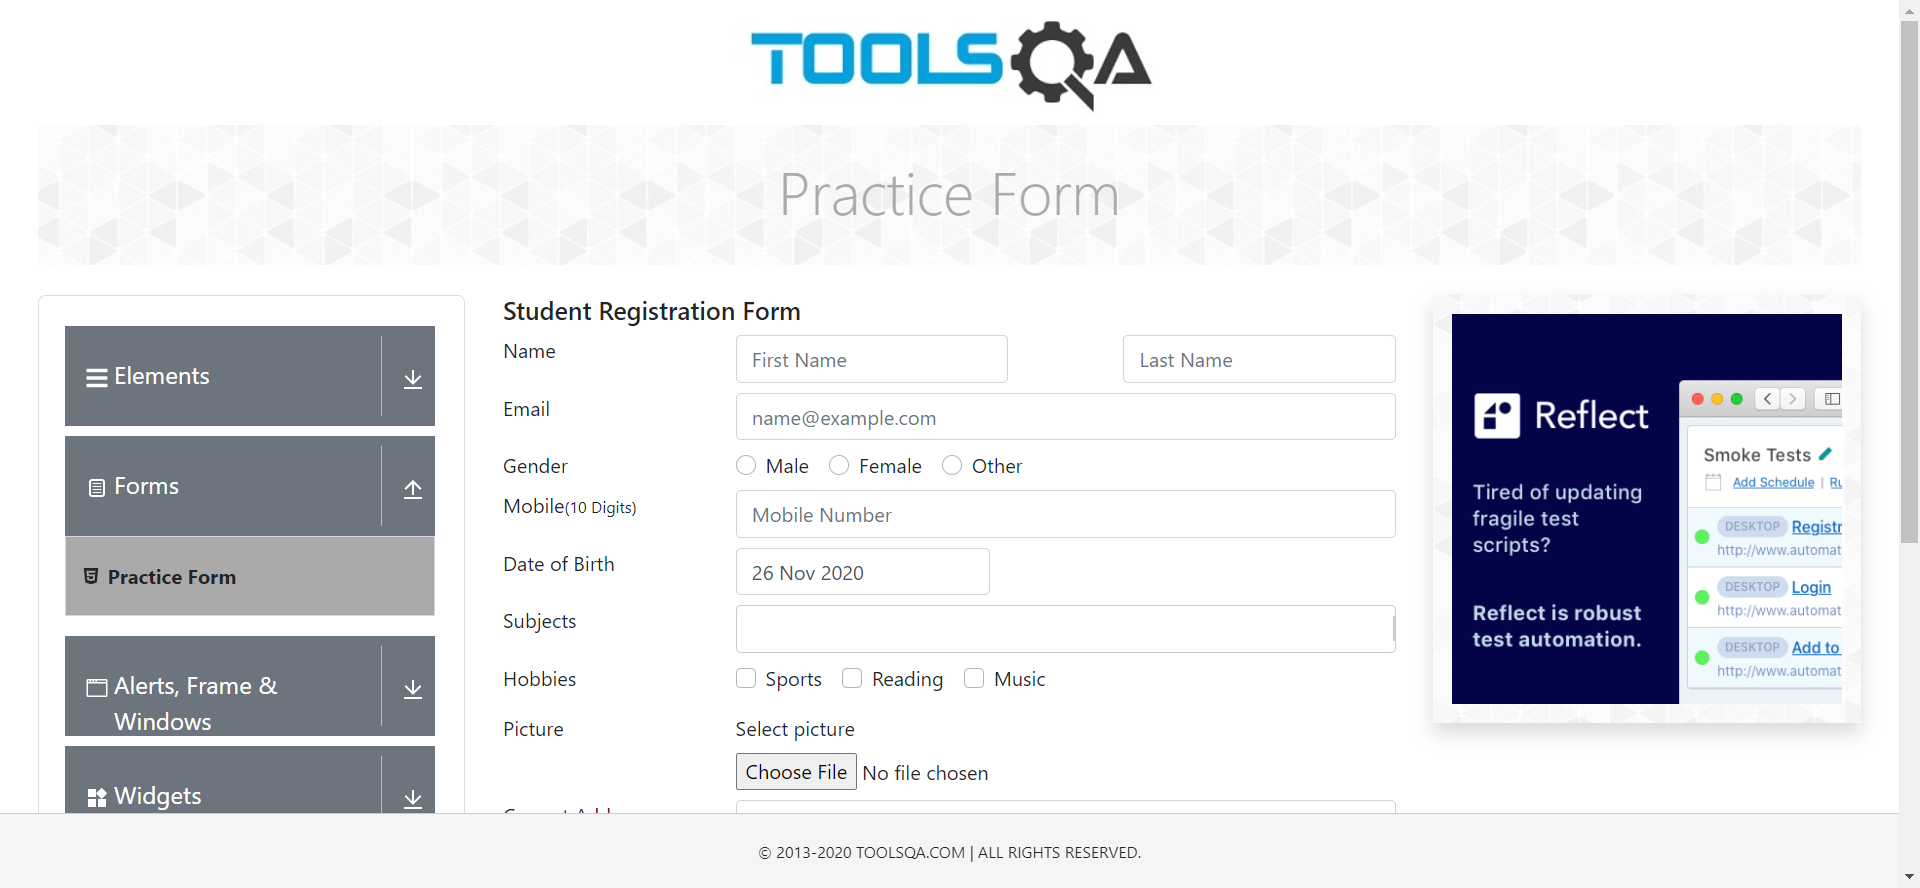 TOOLSQA
Practice Form
Elements
Forms
Practice Form
Alerts, Frame &
Windows
Widgets
Student Registration Form
Name
First Name
Last Name
Email
name@example.com
Gender
Male
Female
Other
Mobile(10 Digits)
Mobile Number
Date of Birth
26 Nov 2020
Subjects
Hobbies
Sports
Reading
Music
Picture
Select picture
Choose File No file chosen
Reflect
Tired of updating
fragile test
scripts?
Reflect is robust
test automation.
Smoke Tests
Add Schedule |
DESKTOP Registr
http://www.automat
DESKTOP Login
http://www.automat
DESKTOP Add to
http://www.automat
© 2013-2020 TOOLSQA.COM | ALL RIGHTS RESERVED.